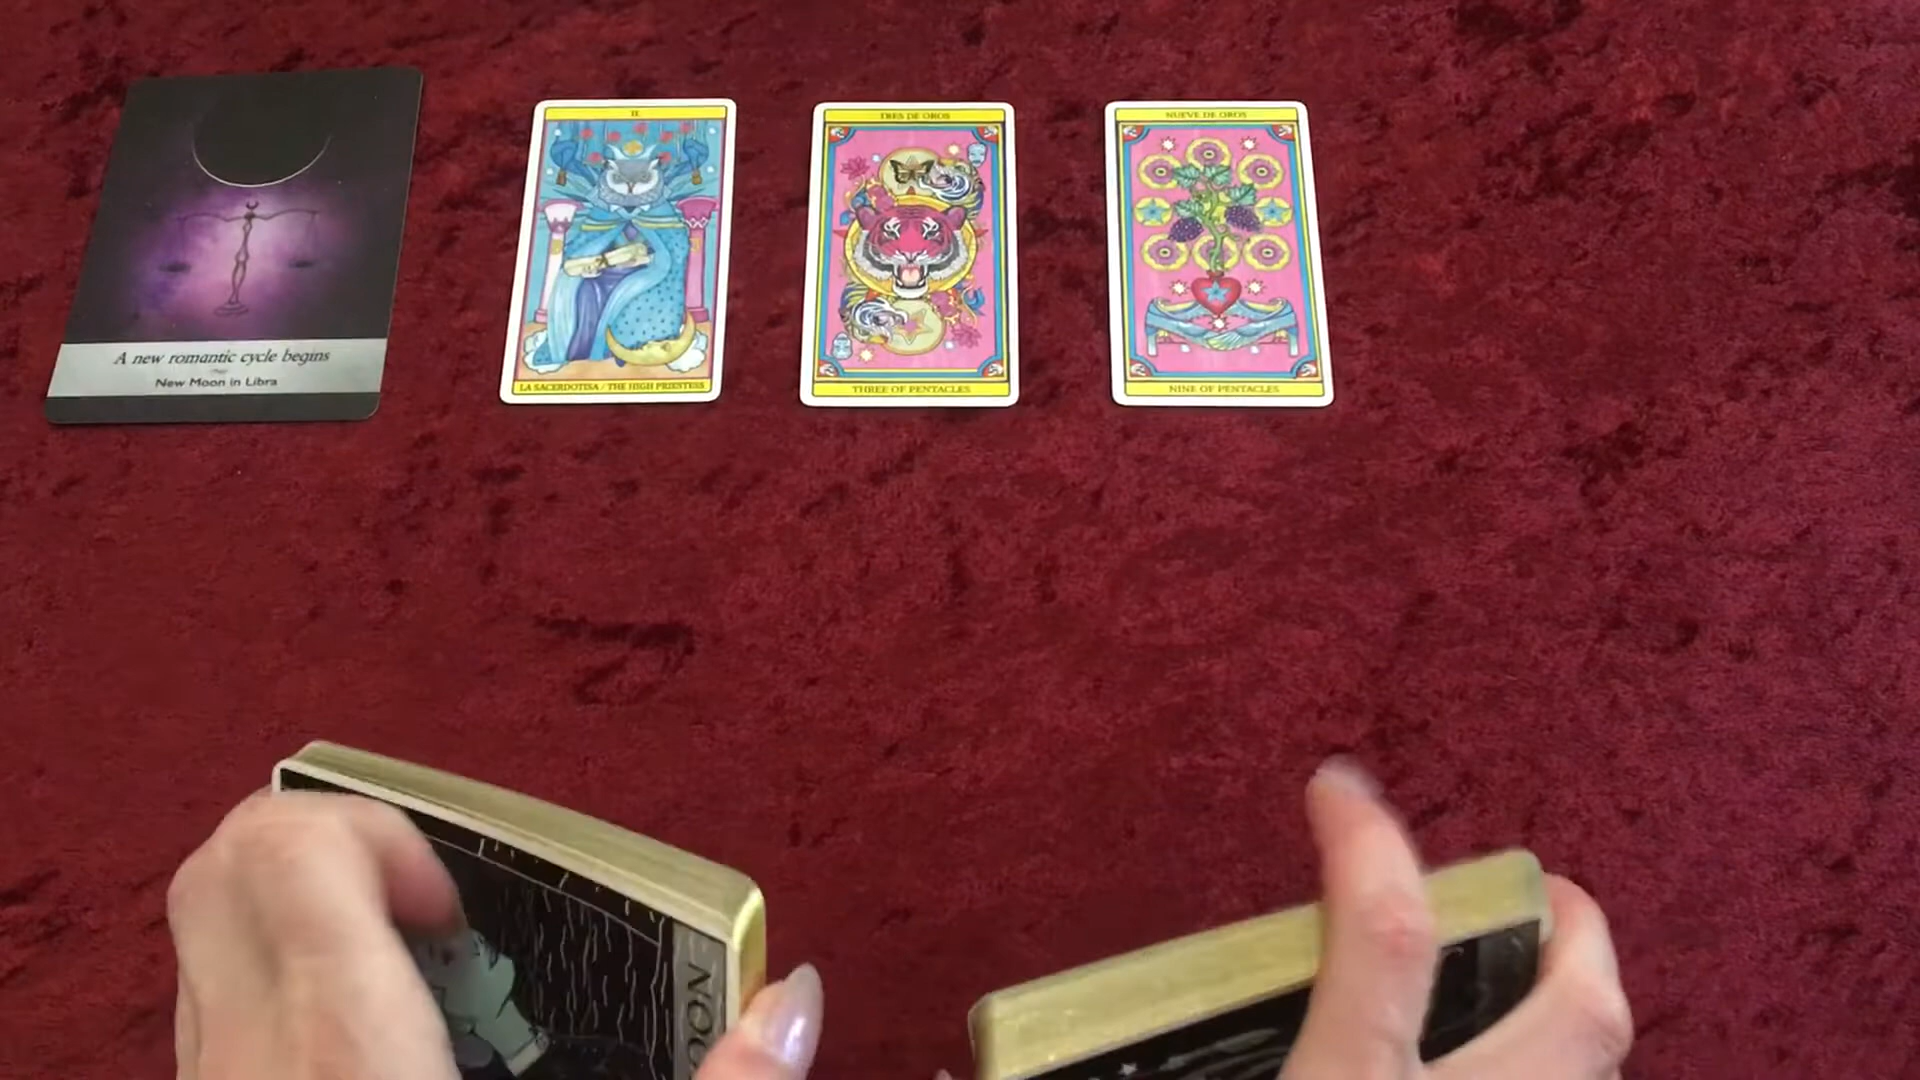 A new romantic cycle begins
New Moon in Libra
II
LA SACERDOTISA / THE HIGH PRIESTESS
TRES DE OROS
THREE OF PENTACLES
NUEVE DE OROS
NINE OF PENTACLES
OON